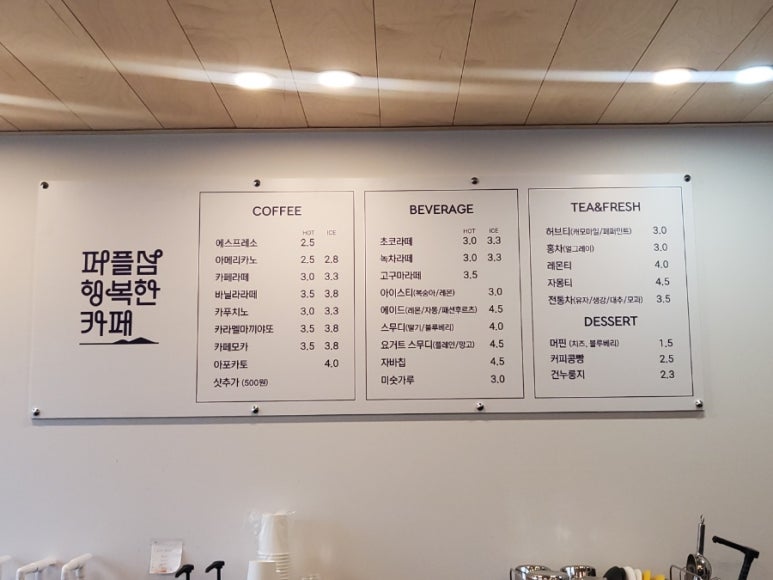 퍼플섬
행복한
카페
COFFEE
HOT ICE
에스프레소 2.5
아메리카노 2.5 2.8
카페라떼 3.0 3.3
바닐라라떼 3.5 3.8
카푸치노 3.0 3.3
카라멜마끼야또 3.5 3.8
카페모카 3.5 3.8
아포카토 4.0
샷추가 (500원)
BEVERAGE
HOT ICE
초코라떼 3.0 3.3
녹차라떼 3.0 3.3
고구마라떼 3.5
아이스티(복숭아/레몬) 3.0
에이드(레몬/자몽/패션후르츠) 4.5
스무디(딸기/블루베리) 4.0
요거트 스무디(플레인/망고) 4.5
자바칩 4.5
미숫가루 3.0
TEA&FRESH
허브티(캐모마일/페퍼민트) 3.0
홍차(얼그레이) 3.0
레몬티 4.0
자몽티 4.5
전통차(유자/생강/대추/모과) 3.5
DESSERT
머핀 (치즈, 블루베리) 1.5
커피콩빵 2.5
건누룽지 2.3